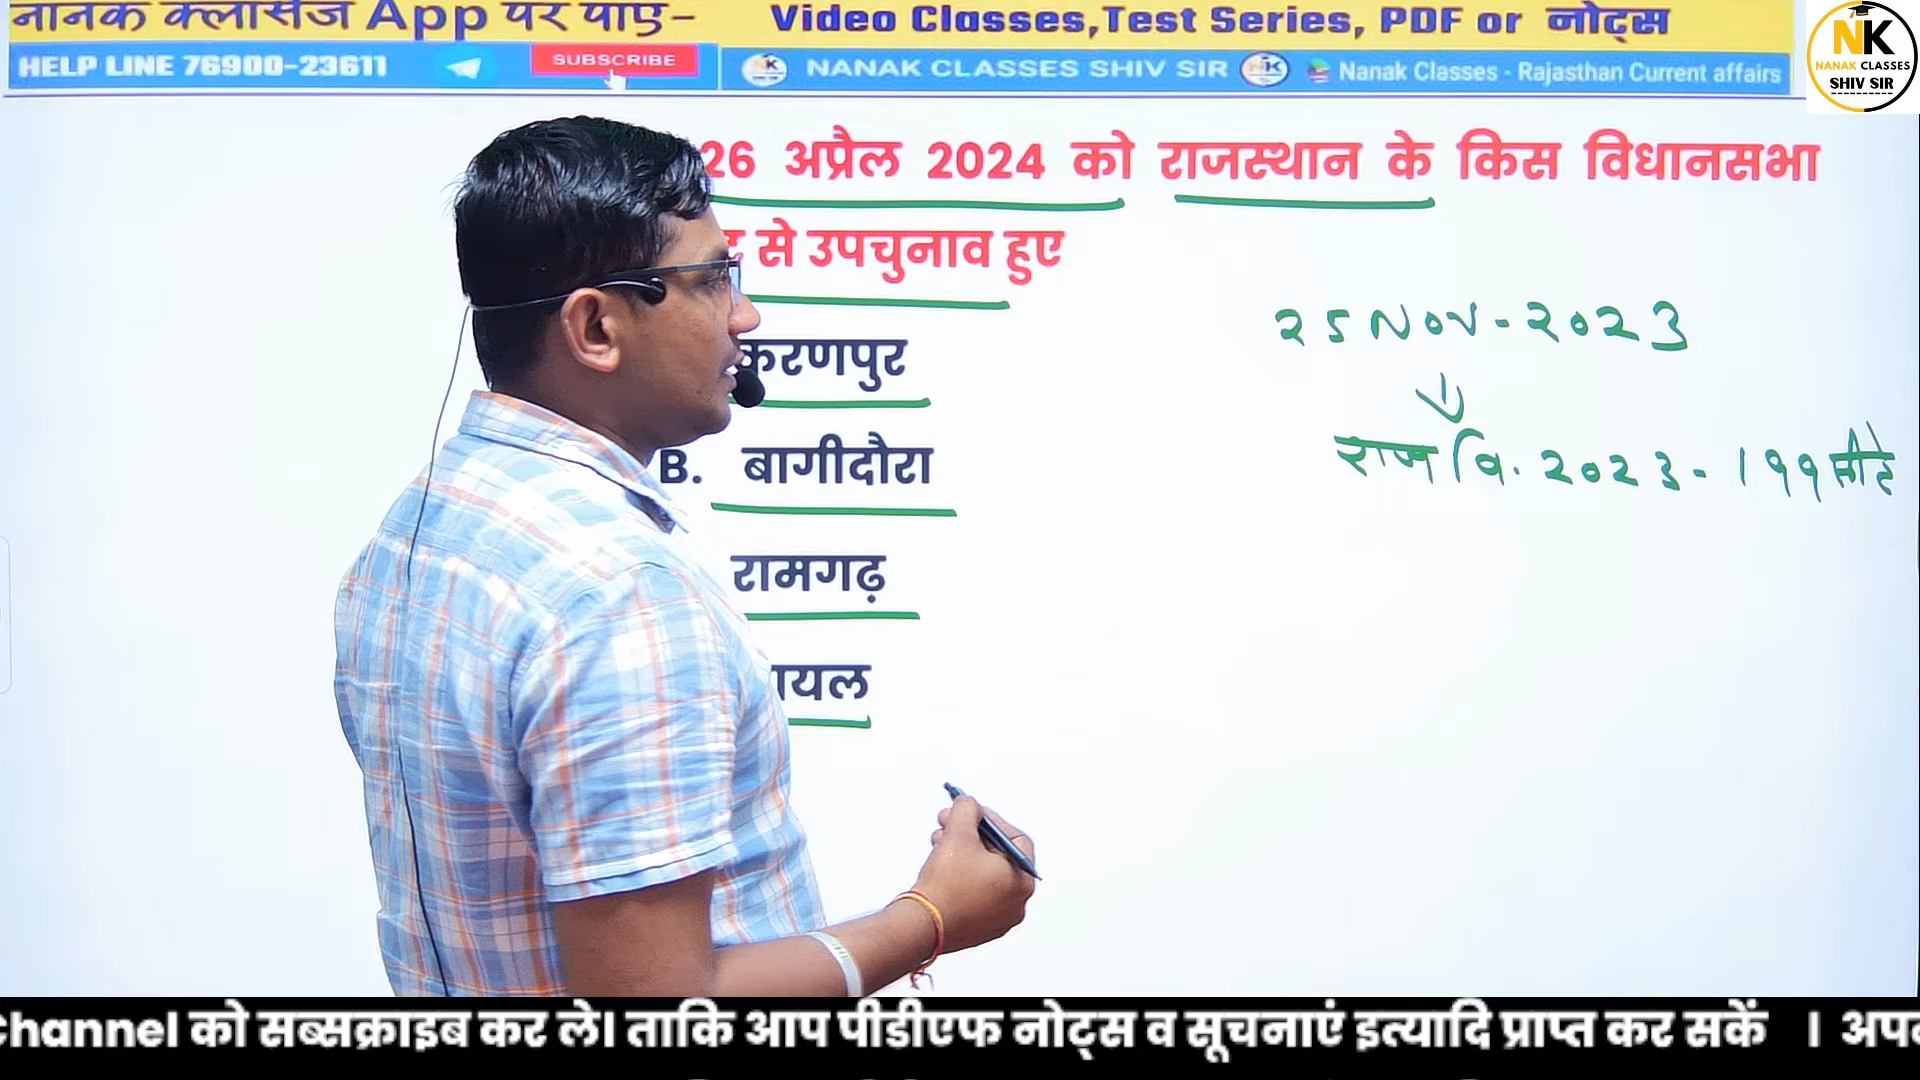 नानक क्लासेज App पर पाए- Video Classes,Test Series, PDF or नोट्स
HELP LINE 76900-23611 SUBSCRIBE NANAK CLASSES SHIV SIR Nanak Classes - Rajasthan Current affairs
NK
NANAK CLASSES
SHIV SIR
26 अप्रैल 2024 को राजस्थान के किस विधानसभा
से उपचुनाव हुए
25 Nov - 2023
करणपुर
राज वि. 2023 - 199 सीटे
B. बागीदौरा
रामगढ़
Channel को सब्सक्राइब कर ले। ताकि आप पीडीएफ नोट्स व सूचनाएं इत्यादि प्राप्त कर सकें ।